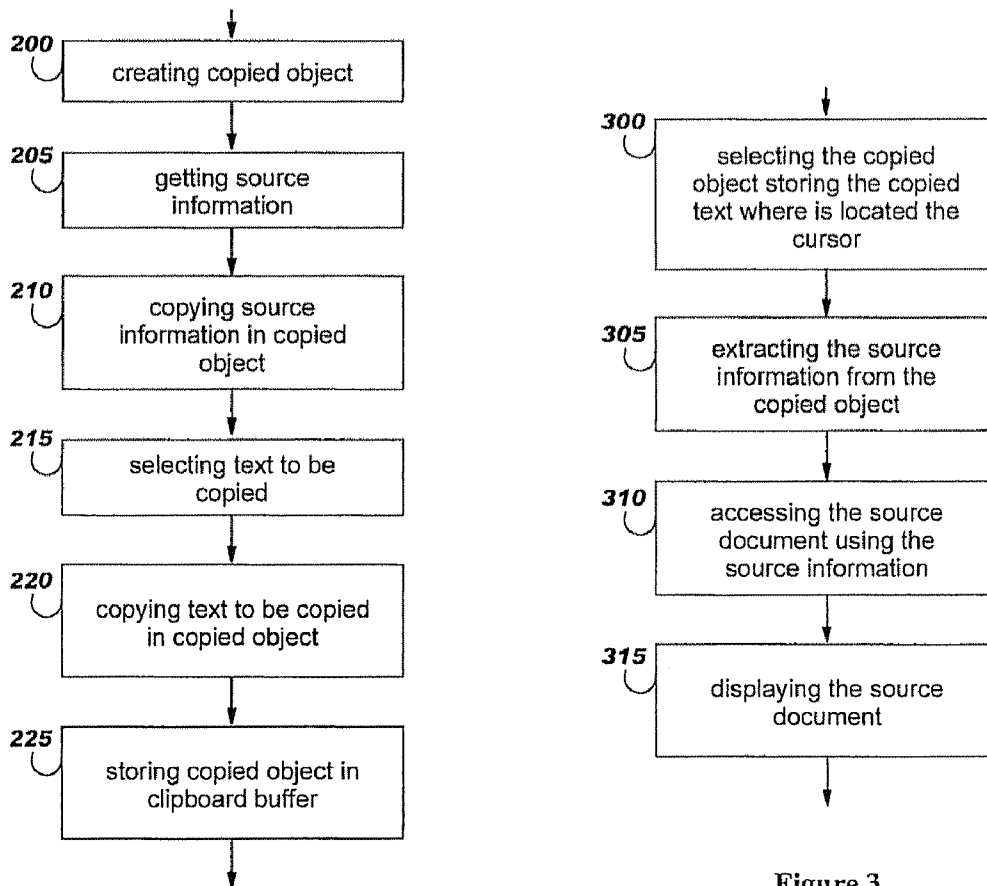 200
creating copied object
205
getting source
information
210
copying source
information in copied
object
215
selecting text to be
copied
220
copying text to be copied
in copied object
225
storing copied object in
clipboard buffer
300
selecting the copied
object storing the copied
text where is located the
cursor
305
extracting the source
information from the
copied object
310
accessing the source
document using the
source information
315
displaying the source
document
Figure 3